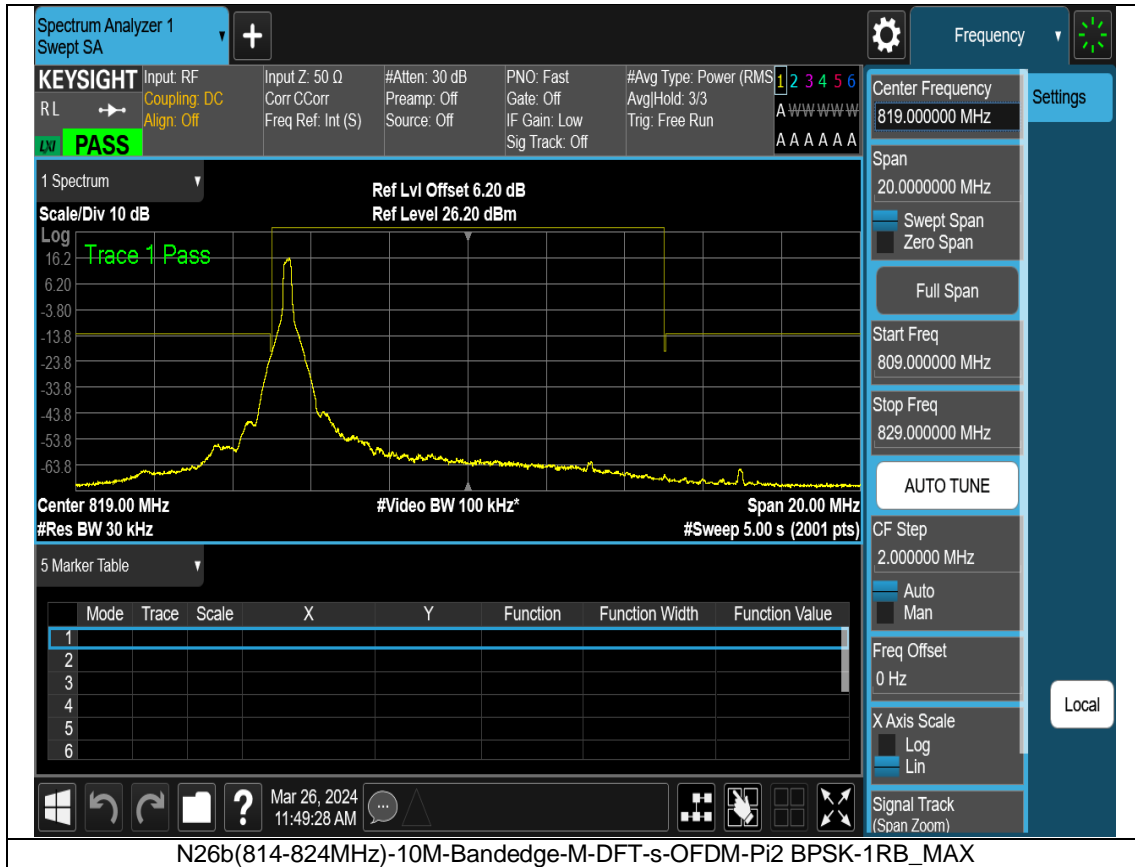 Spectrum Analyzer 1
Swept SA
Frequency
KEYSIGHT
R L
LXI
PASS
Input: RF
Coupling: DC
Align: Off
Input Z: 50 Ω
Corr CCorr
Freq Ref: Int (S)
#Atten: 30 dB
Preamp: Off
Source: Off
PNO: Fast
Gate: Off
IF Gain: Low
Sig Track: Off
#Avg Type: Power (RMS
Avg|Hold: 3/3
Trig: Free Run
1 2 3 4 5 6
A W W W W W
A A A A A A
1 Spectrum
Scale/Div 10 dB
Ref Lvl Offset 6.20 dB
Ref Level 26.20 dBm
Log
Trace 1 Pass
16.2
6.20
-3.80
-13.8
-23.8
-33.8
-43.8
-53.8
-63.8
Center 819.00 MHz
#Video BW 100 kHz*
Span 20.00 MHz
#Res BW 30 kHz
#Sweep 5.00 s (2001 pts)
5 Marker Table
Mode Trace Scale X Y Function Function Width Function Value
1
2
3
4
5
6
Center Frequency
819.000000 MHz
Settings
Span
20.0000000 MHz
Swept Span
Zero Span
Full Span
Start Freq
809.000000 MHz
Stop Freq
829.000000 MHz
AUTO TUNE
CF Step
2.000000 MHz
Auto
Man
Freq Offset
0 Hz
X Axis Scale
Log
Lin
Local
Signal Track
(Span Zoom)
?
Mar 26, 2024
11:49:28 AM
N26b(814-824MHz)-10M-Bandedge-M-DFT-s-OFDM-Pi2 BPSK-1RB_MAX